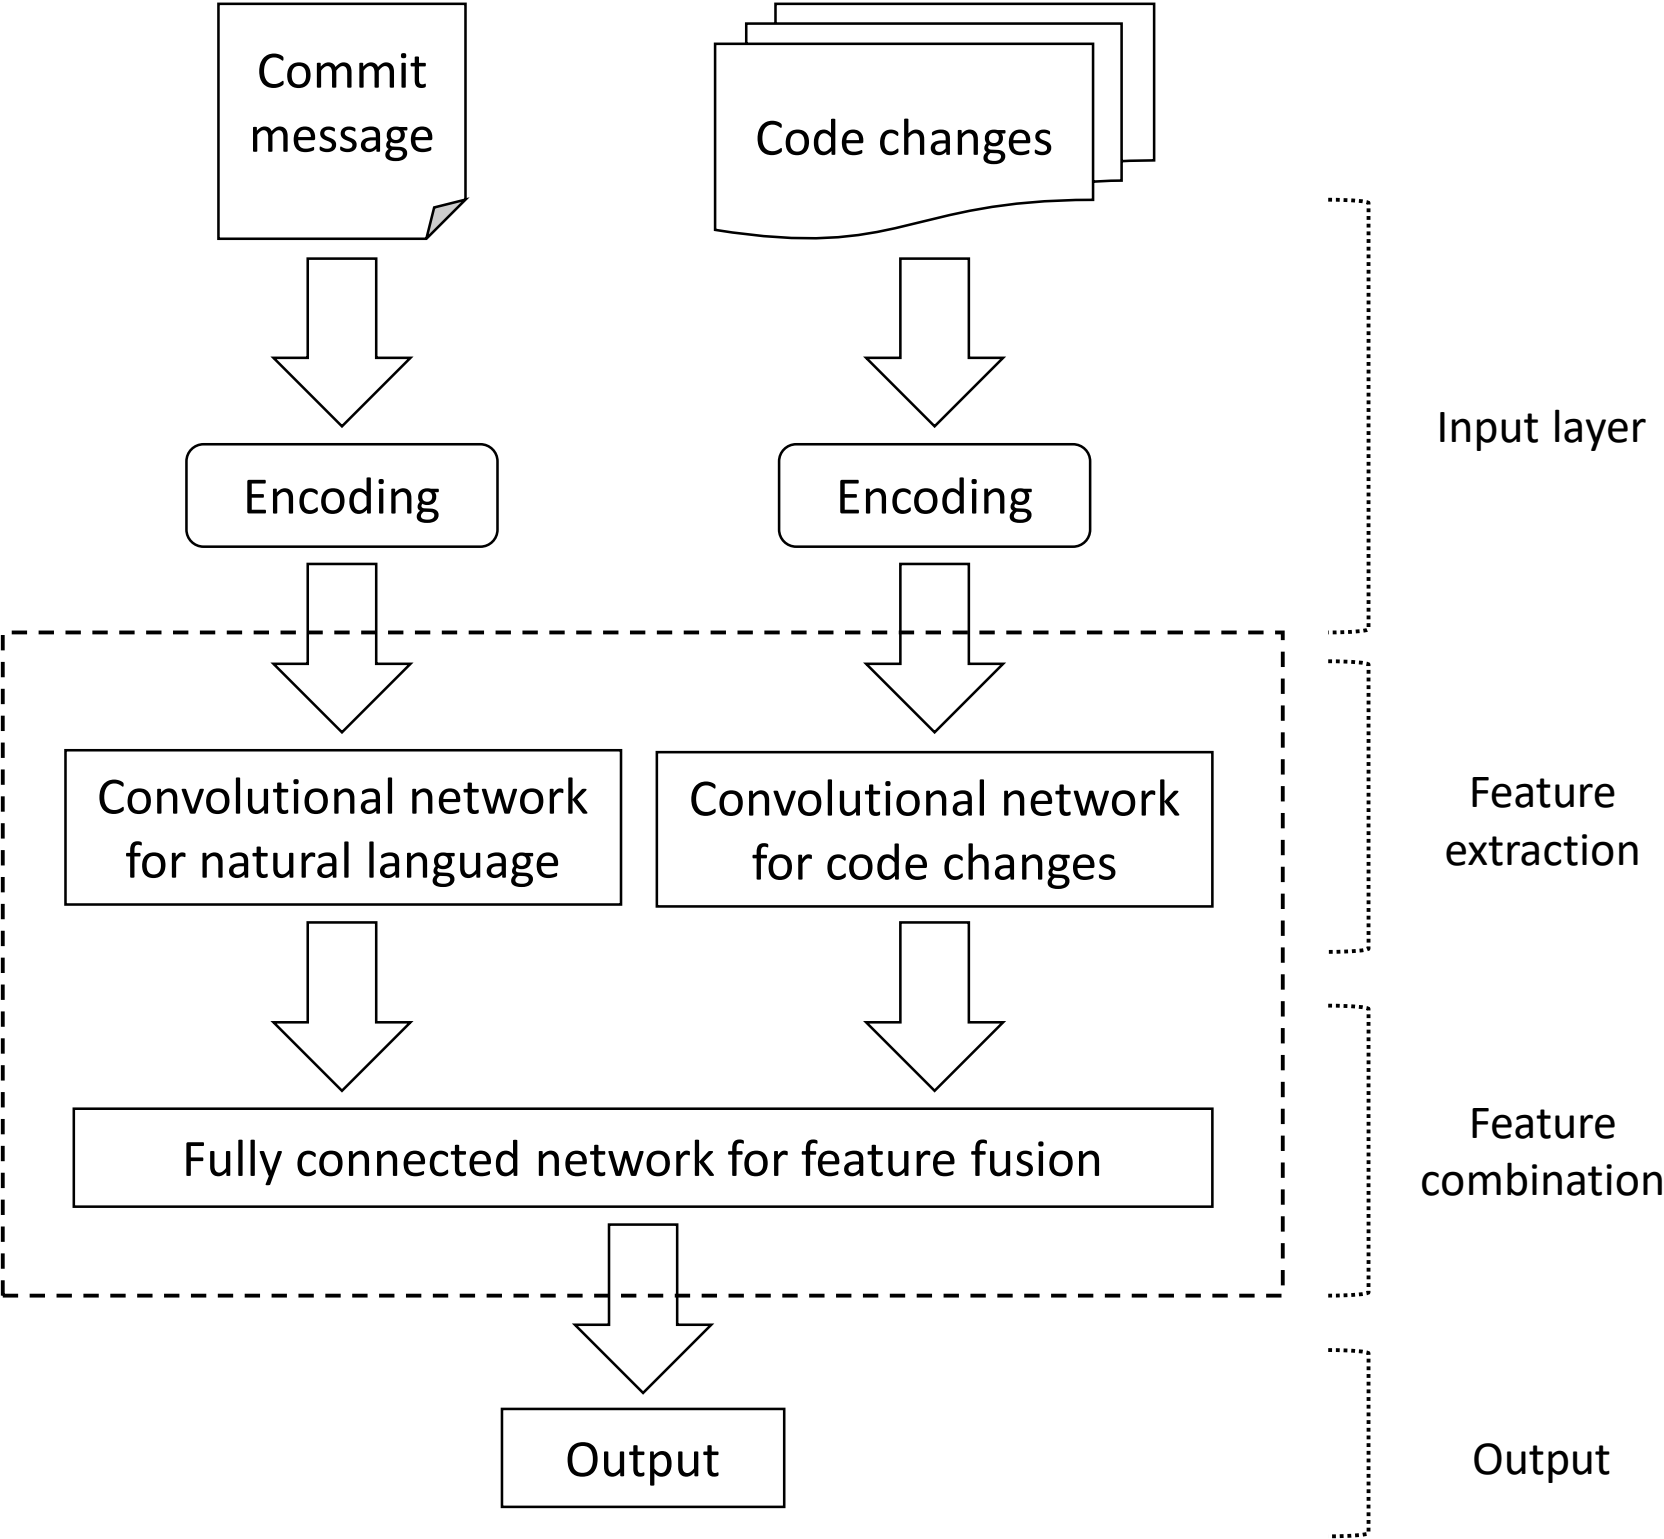 Commit
message
Code changes
Encoding
Encoding
Input layer
Convolutional network
for natural language
Convolutional network
for code changes
Feature
extraction
Fully connected network for feature fusion
Feature
combination
Output
Output